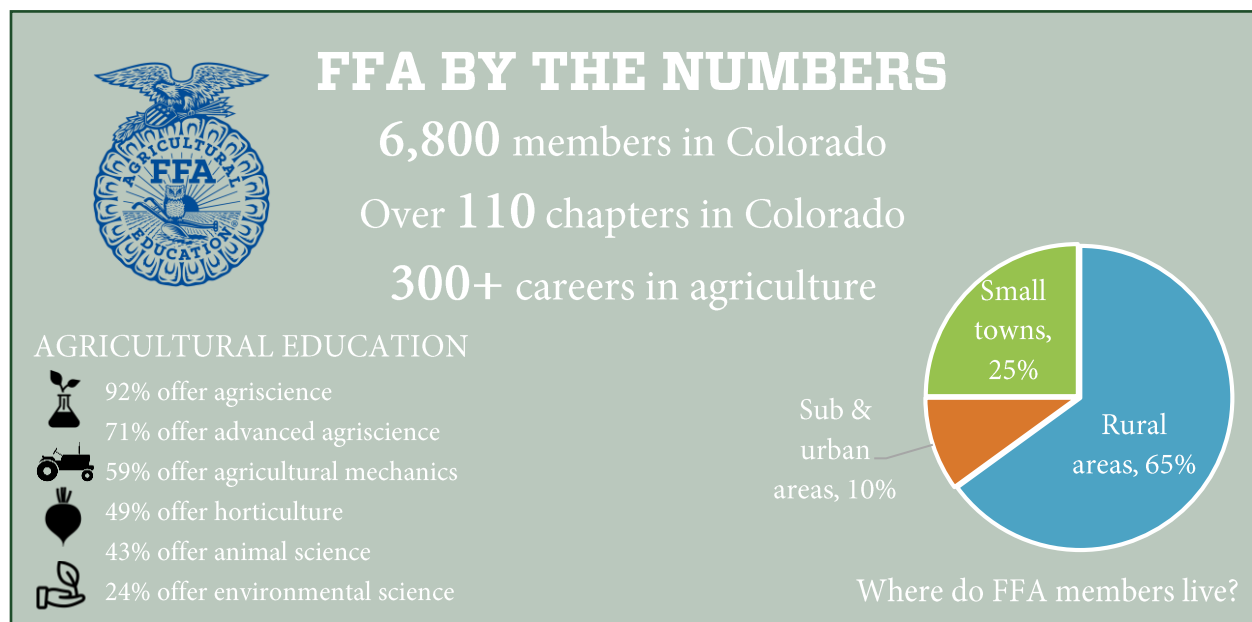 FFA BY THE NUMBERS
6,800 members in Colorado
Over 110 chapters in Colorado
300+ careers in agriculture
AGRICULTURAL
FFA
EDUCATION
AGRICULTURAL EDUCATION
92% offer agriscience
71% offer advanced agriscience
59% offer agricultural mechanics
49% offer horticulture
43% offer animal science
24% offer environmental science
Small
towns,
25%
Sub &
urban
areas, 10%
Rural
areas, 65%
Where do FFA members live?